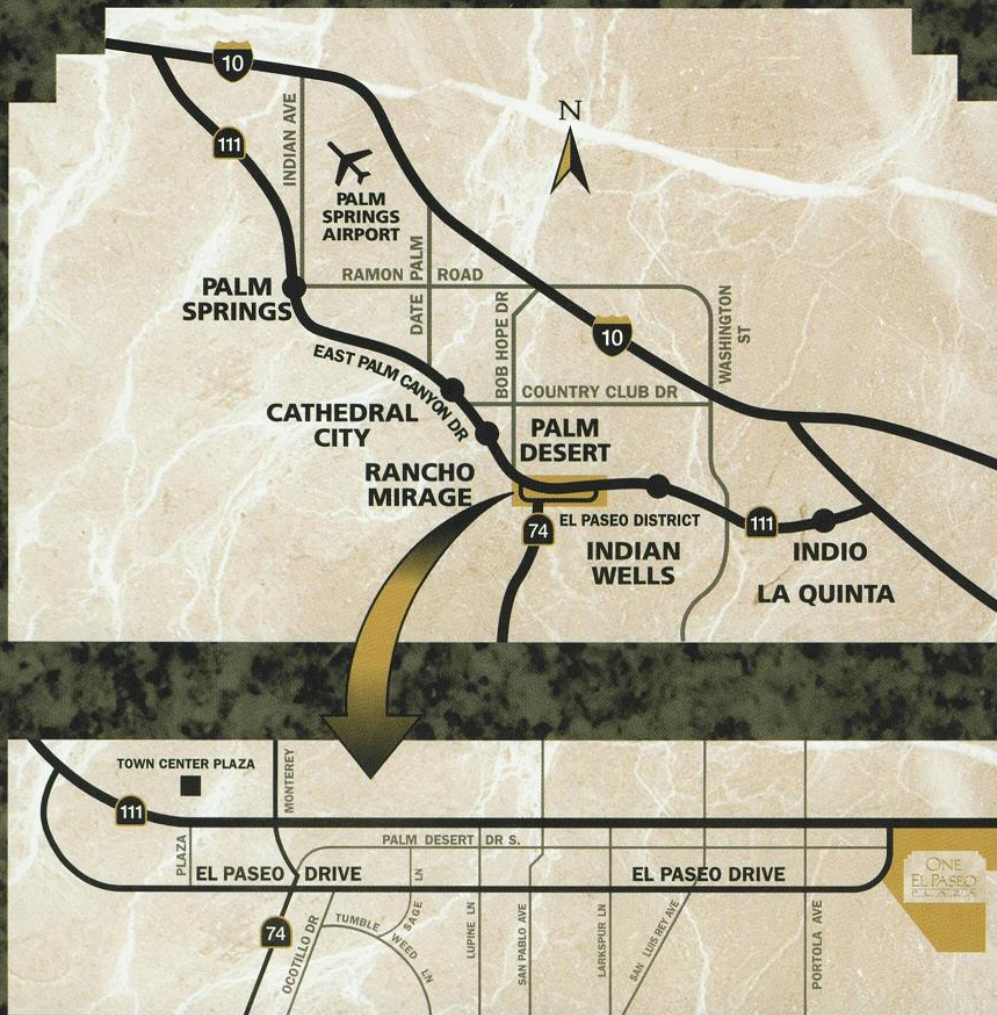 10
111
INDIAN AVE
N
PALM
SPRINGS
AIRPORT
DATE PALM
RAMON ROAD
PALM
SPRINGS
BOB HOPE DR
10
WASHINGTON
ST
EAST PALM CANYON DR
COUNTRY CLUB DR
CATHEDRAL
CITY
PALM
DESERT
RANCHO
MIRAGE
74
EL PASEO DISTRICT
111
INDIAN
WELLS
INDIO
LA QUINTA
TOWN CENTER PLAZA
MONTEREY
111
PLAZA
PALM DESERT DR S.
EL PASEO DRIVE
EL PASEO DRIVE
ONE
EL PASEO
PLAZA
74
OCOTILLO DR
TUMBLE WEED LN
SAGE LN
LUPINE LN
SAN PABLO AVE
LARKSPUR LN
SAN LUIS REY AVE
PORTOLA AVE